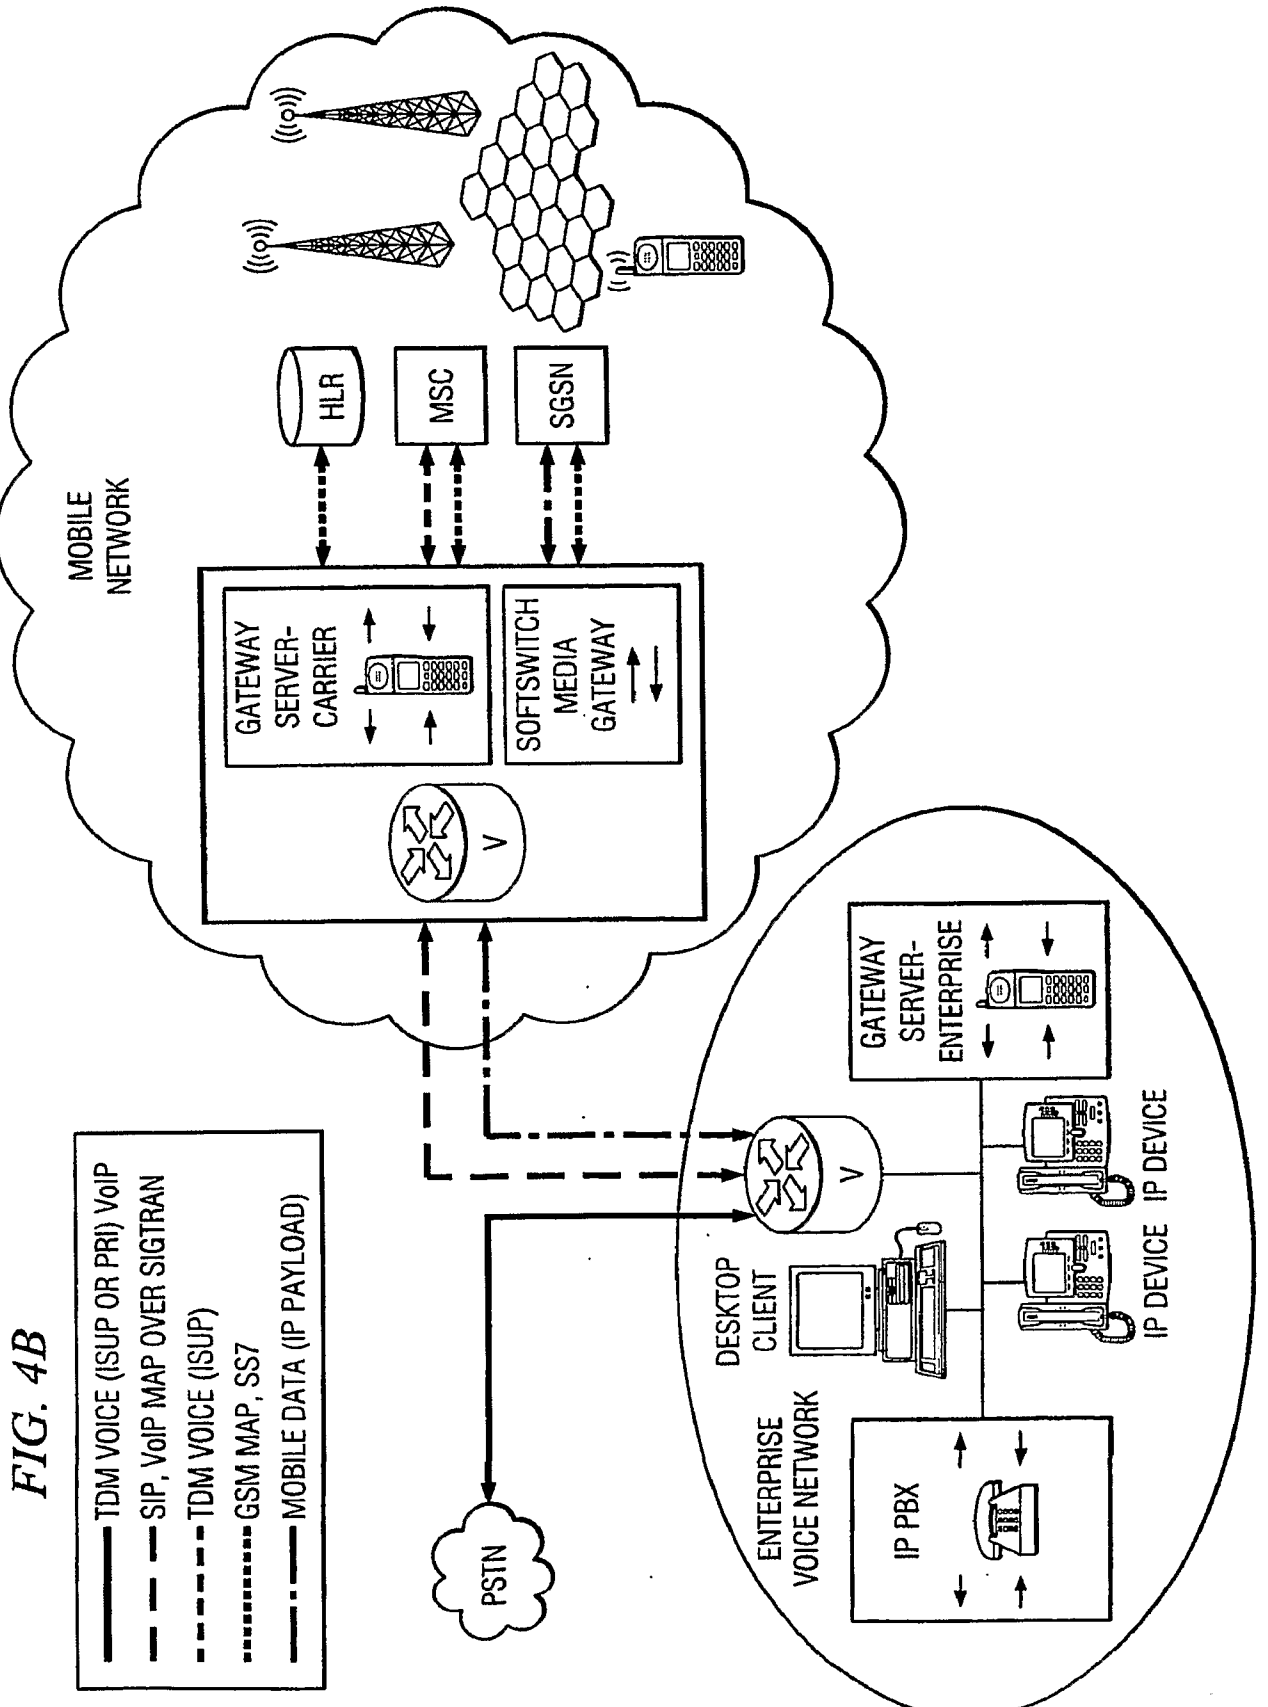 FIG. 4B
TDM VOICE (ISUP OR PRI) VoIP
SIP, VoIP MAP OVER SIGTRAN
TDM VOICE (ISUP)
GSM MAP, SS7
MOBILE DATA (IP PAYLOAD)
MOBILE
NETWORK
GATEWAY
SERVER-
CARRIER
SOFTSWITCH
MEDIA
GATEWAY
V
HLR
MSC
SGSN
PSTN
ENTERPRISE
VOICE NETWORK
IP PBX
DESKTOP
CLIENT
V
GATEWAY
SERVER-
ENTERPRISE
IP DEVICE
IP DEVICE